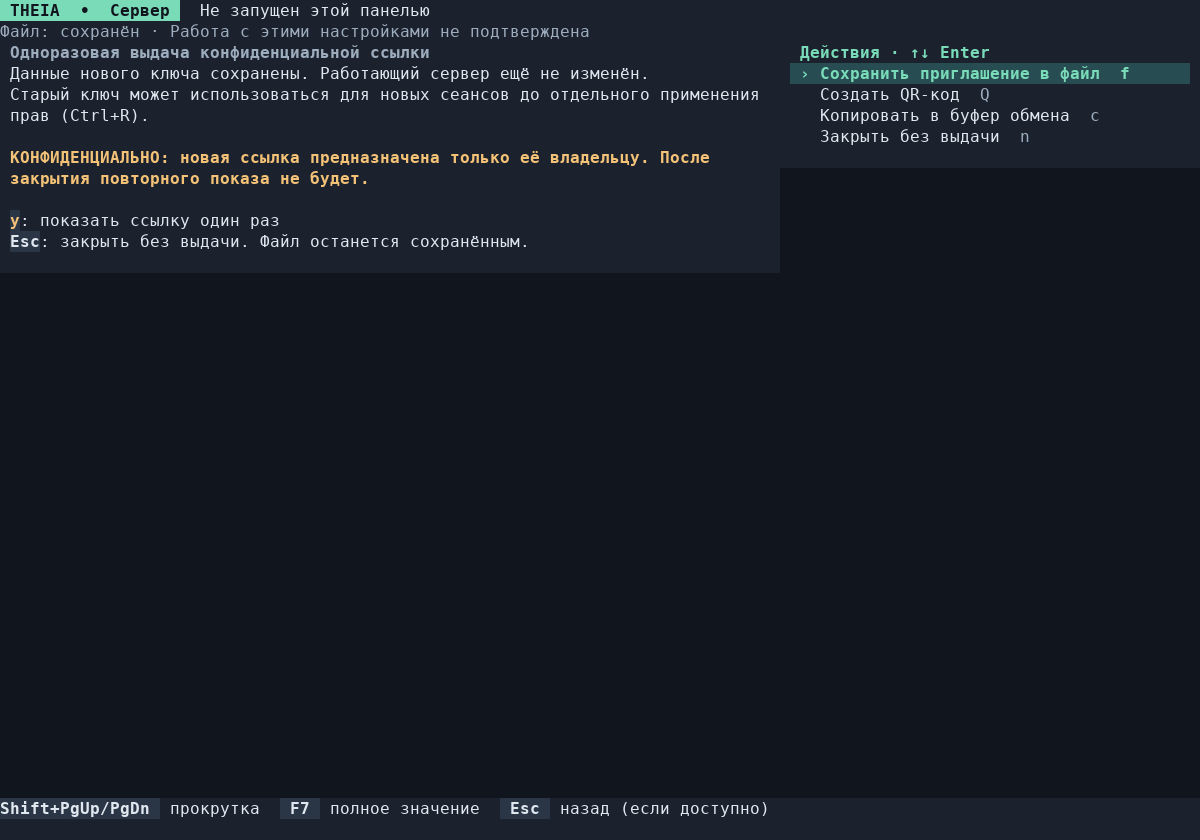 THEIA • Сервер Не запущен этой панелью
Файл: сохранён · Работа с этими настройками не подтверждена
Одноразовая выдача конфиденциальной ссылки
Данные нового ключа сохранены. Работающий сервер ещё не изменён.
Старый ключ может использоваться для новых сеансов до отдельного применения
прав (Ctrl+R).
КОНФИДЕНЦИАЛЬНО: новая ссылка предназначена только её владельцу. После
закрытия повторного показа не будет.
y: показать ссылку один раз
Esc: закрыть без выдачи. Файл останется сохранённым.
Действия · ↑↓ Enter
› Сохранить приглашение в файл f
Создать QR-код Q
Копировать в буфер обмена c
Закрыть без выдачи n
Shift+PgUp/PgDn прокрутка F7 полное значение Esc назад (если доступно)